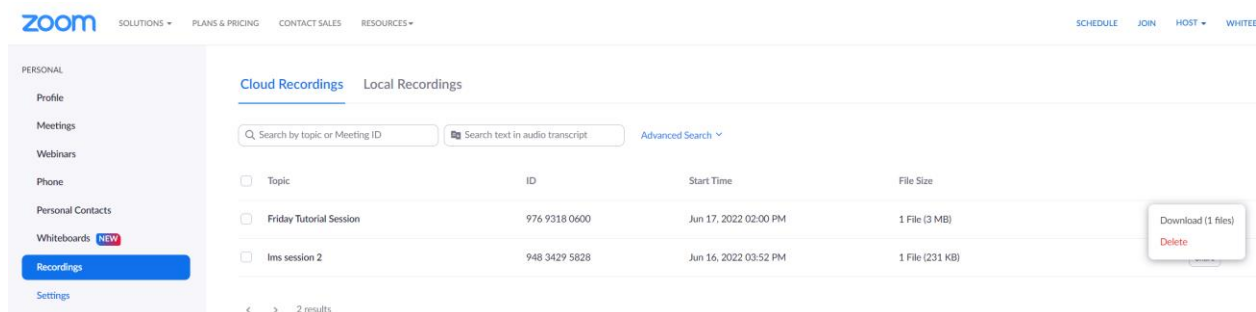 zoom SOLUTIONS PLANS & PRICING CONTACT SALES RESOURCES SCHEDULE JOIN HOST WHITEB
PERSONAL
Profile
Meetings
Webinars
Phone
Personal Contacts
Whiteboards NEW
Recordings
Settings
Cloud Recordings Local Recordings
Search by topic or Meeting ID Search text in audio transcript Advanced Search
Topic ID Start Time File Size
Friday Tutorial Session 976 9318 0600 Jun 17, 2022 02:00 PM 1 File (3 MB)
lms session 2 948 3429 5828 Jun 16, 2022 03:52 PM 1 File (231 KB)
Download (1 files)
Delete
2 results